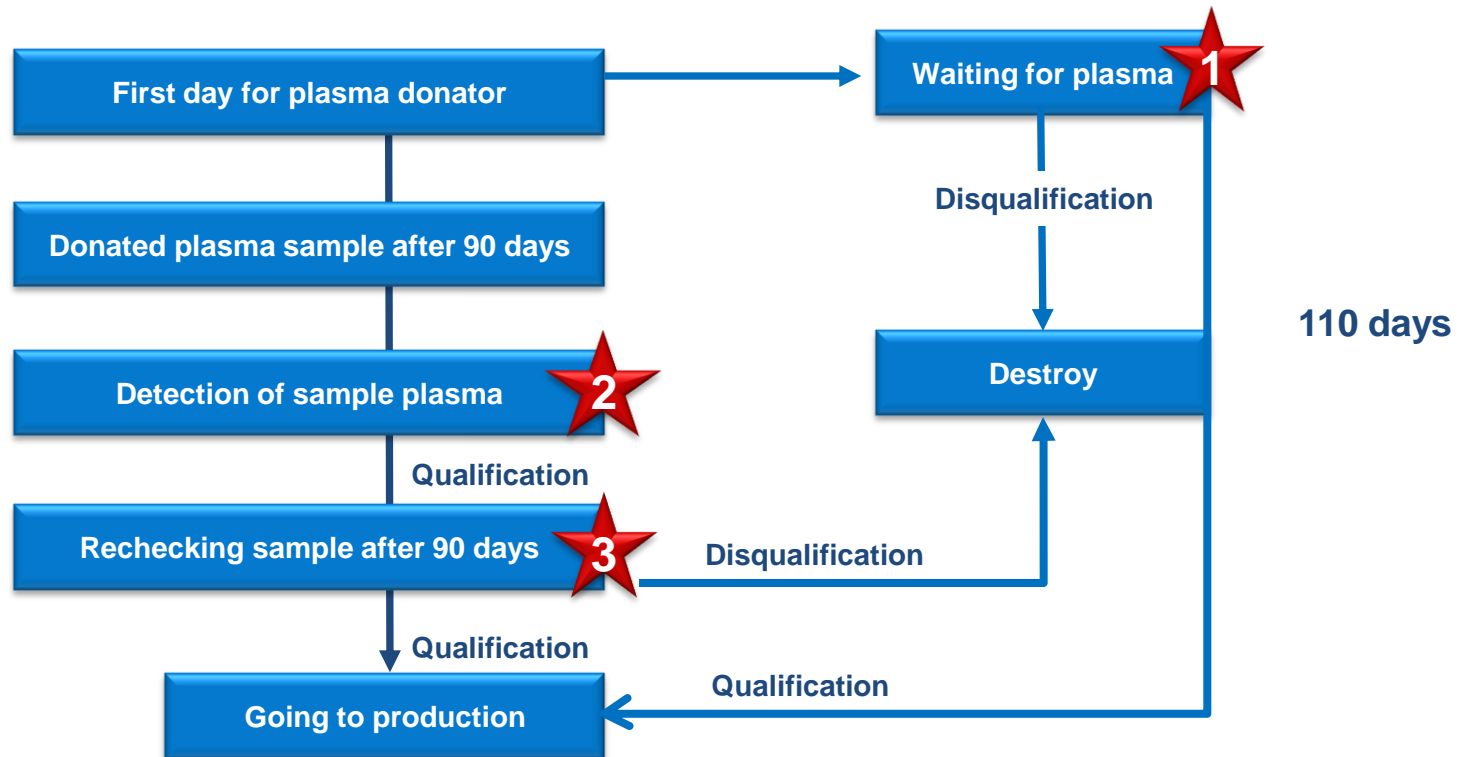 First day for plasma donator
Waiting for plasma
1
Disqualification
Donated plasma sample after 90 days
110 days
Detection of sample plasma
2
Destroy
Qualification
Rechecking sample after 90 days
3
Disqualification
Qualification
Qualification
Going to production